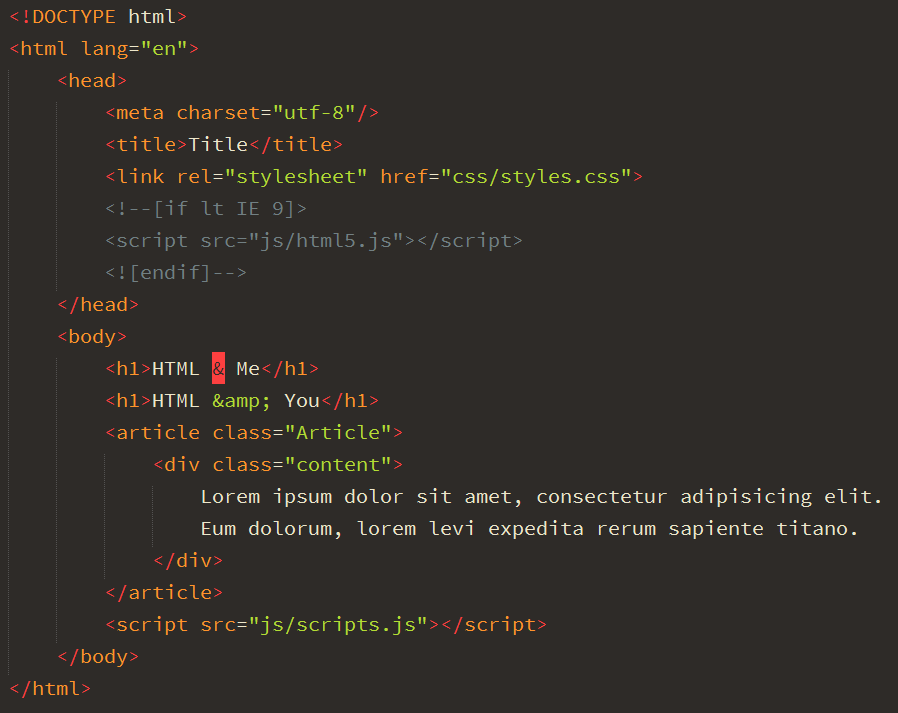 <!DOCTYPE html>
<html lang="en">
    <head>
        <meta charset="utf-8"/>
        <title>Title</title>
        <link rel="stylesheet" href="css/styles.css">
        <!--[if lt IE 9]>
        <script src="js/html5.js"></script>
        <![endif]-->
    </head>
    <body>
        <h1>HTML & Me</h1>
        <h1>HTML &amp; You</h1>
        <article class="Article">
            <div class="content">
                Lorem ipsum dolor sit amet, consectetur adipisicing elit.
                Eum dolorum, lorem levi expedita rerum sapiente titano.
            </div>
        </article>
        <script src="js/scripts.js"></script>
    </body>
</html>